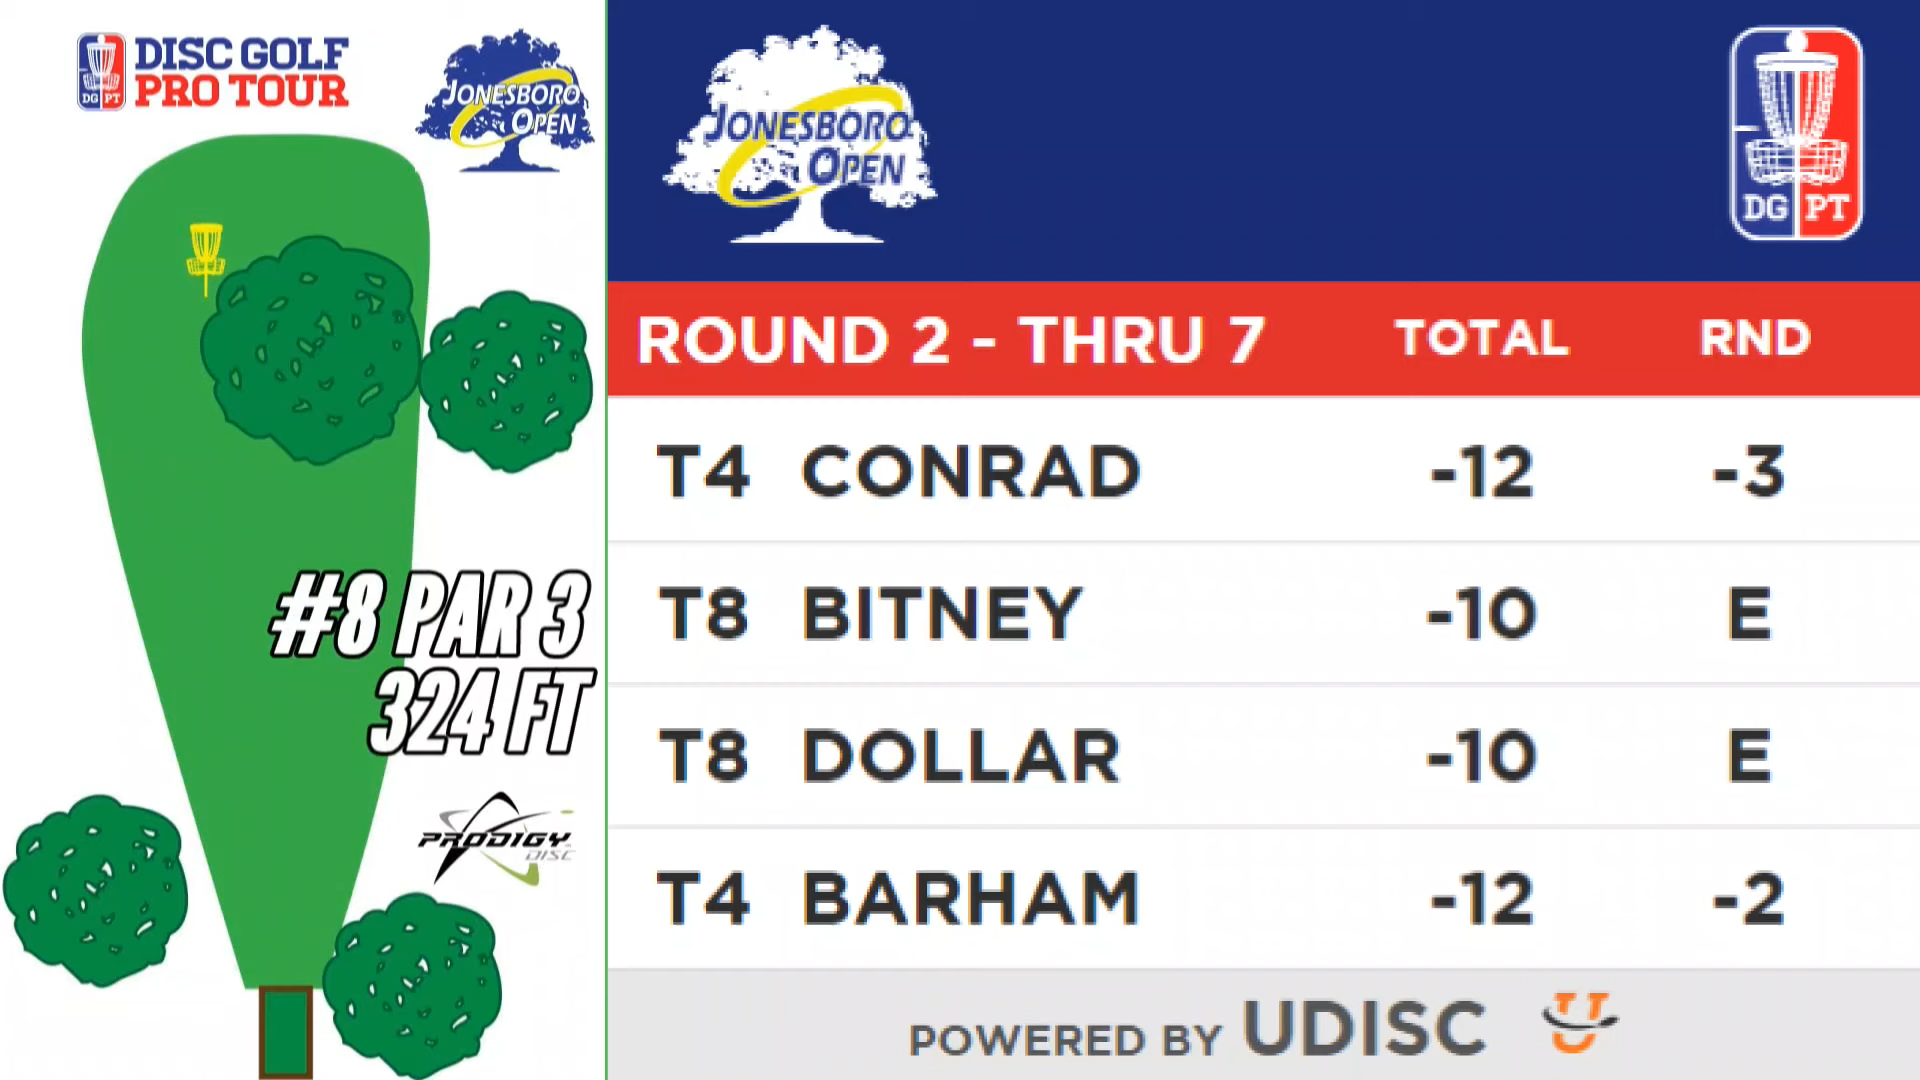 DISC GOLF
PRO TOUR
DG PT
JONESBORO
OPEN
#8 PAR 3
324 FT
PRODIGY
DISC
JONESBORO
OPEN
DG PT
ROUND 2 - THRU 7 TOTAL RND
T4 CONRAD -12 -3
T8 BITNEY -10 E
T8 DOLLAR -10 E
T4 BARHAM -12 -2
POWERED BY UDISC